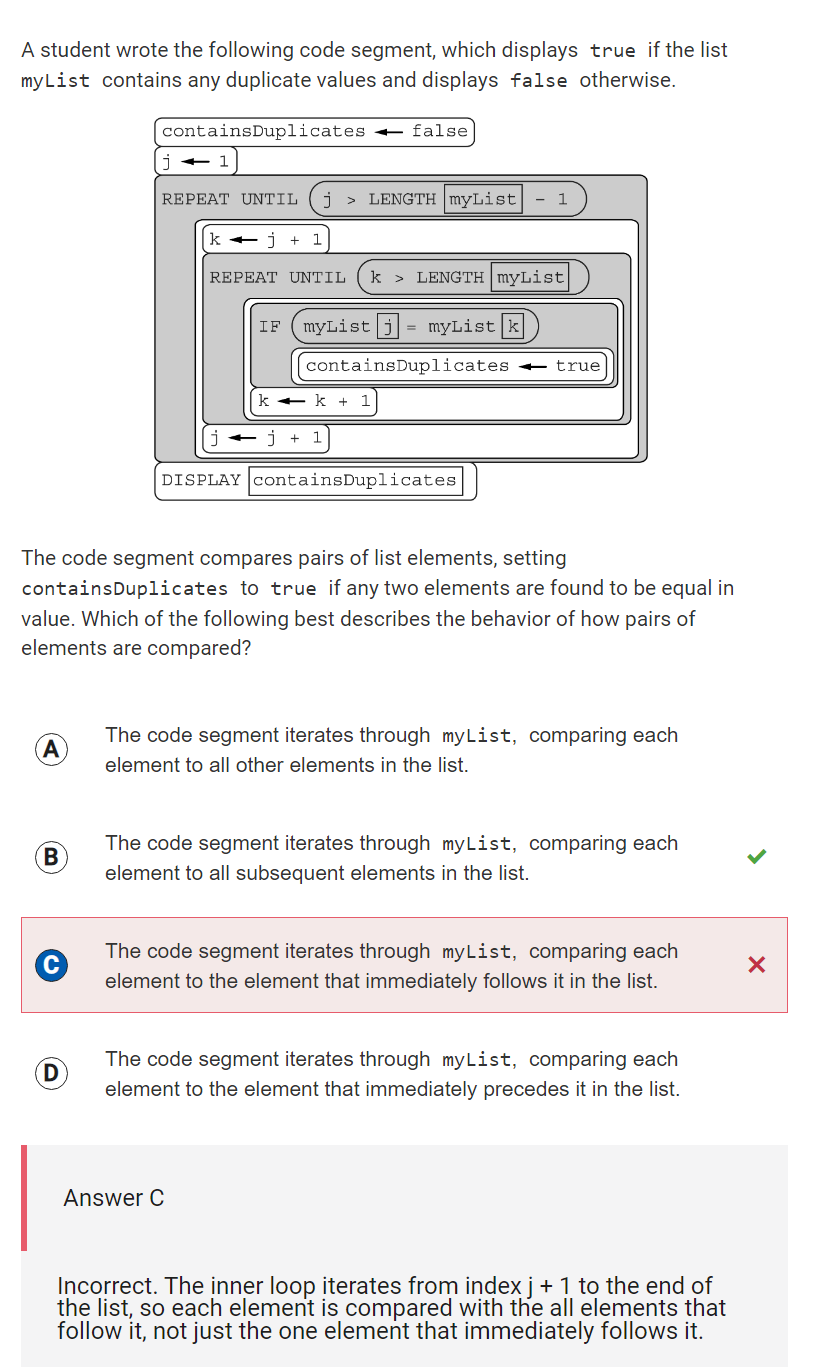 A student wrote the following code segment, which displays true if the list
myList contains any duplicate values and displays false otherwise.
containsDuplicates ← false
j ← 1
REPEAT UNTIL j > LENGTH myList - 1
k ← j + 1
REPEAT UNTIL k > LENGTH myList
IF myList j = myList k
containsDuplicates ← true
k ← k + 1
j ← j + 1
DISPLAY containsDuplicates
The code segment compares pairs of list elements, setting
containsDuplicates to true if any two elements are found to be equal in
value. Which of the following best describes the behavior of how pairs of
elements are compared?
A The code segment iterates through myList, comparing each
element to all other elements in the list.
B The code segment iterates through myList, comparing each
element to all subsequent elements in the list.
C The code segment iterates through myList, comparing each
element to the element that immediately follows it in the list.
D The code segment iterates through myList, comparing each
element to the element that immediately precedes it in the list.
Answer C
Incorrect. The inner loop iterates from index j + 1 to the end of
the list, so each element is compared with the all elements that
follow it, not just the one element that immediately follows it.